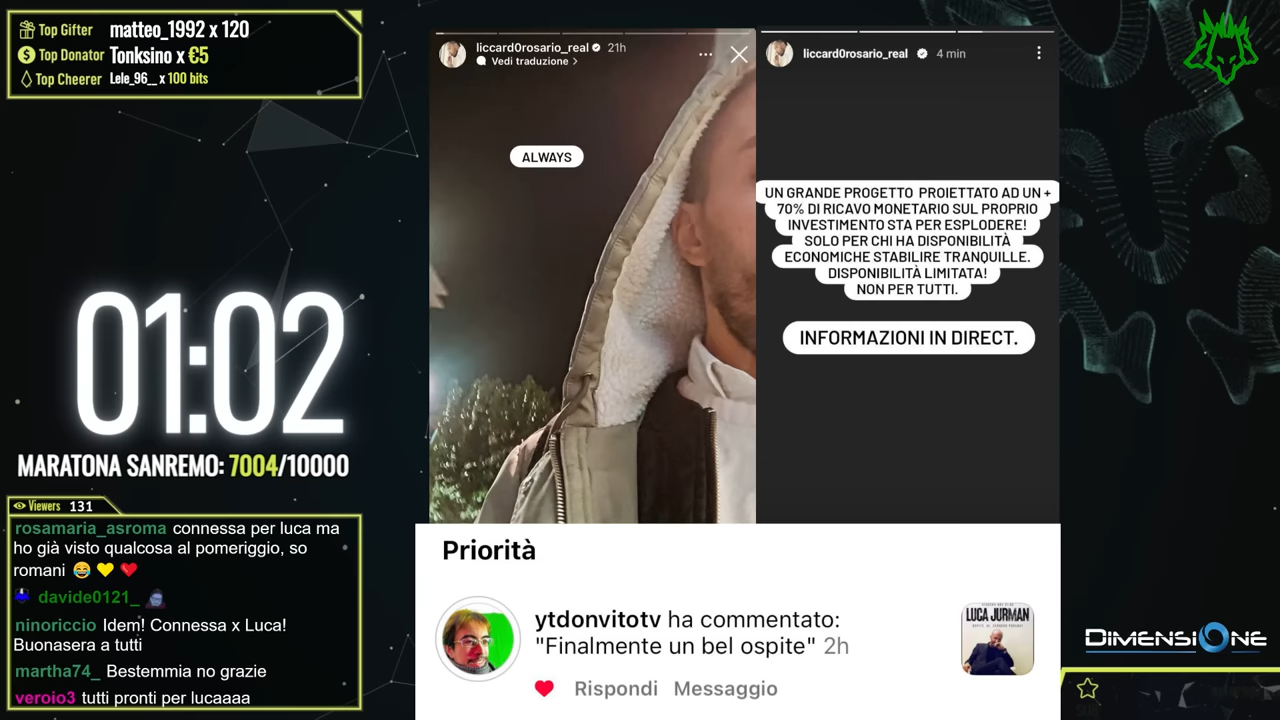 Top Gifter matteo_1992 x 120
Top Donator Tonksino x €5
Top Cheerer Lele_96__ x 100 bits
01:02
MARATONA SANREMO: 7004/10000
Viewers 131
rosamaria_asroma connessa per luca ma
ho già visto qualcosa al pomeriggio, so
romani
davide0121_
ninoriccio Idem! Connessa x Luca!
Buonasera a tutti
martha74_ Bestemmia no grazie
veroio3 tutti pronti per lucaaaa
liccard0rosario_real 21h
Vedi traduzione
ALWAYS
liccard0rosario_real 4 min
UN GRANDE PROGETTO PROIETTATO AD UN +
70% DI RICAVO MONETARIO SUL PROPRIO
INVESTIMENTO STA PER ESPLODERE!
SOLO PER CHI HA DISPONIBILITÀ
ECONOMICHE STABILIRE TRANQUILLE.
DISPONIBILITÀ LIMITATA!
NON PER TUTTI.
INFORMAZIONI IN DIRECT.
Priorità
ytdonvitotv ha commentato:
"Finalmente un bel ospite" 2h
Rispondi Messaggio
LUCA JURMAN
DIMENSIONE